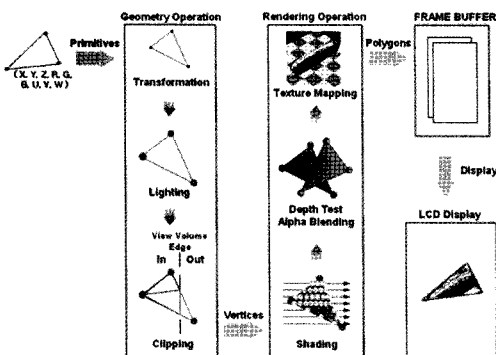 Geometry Operation
Rendering Operation
FRAME BUFFER
Primitives
Polygons
(X, Y, Z, R, G,
B, U, V, W)
Transformation
Texture Mapping
Display
Lighting
Depth Test
Alpha Blending
LCD Display
View Volume
Edge
In
Out
Vertices
Clipping
Shading